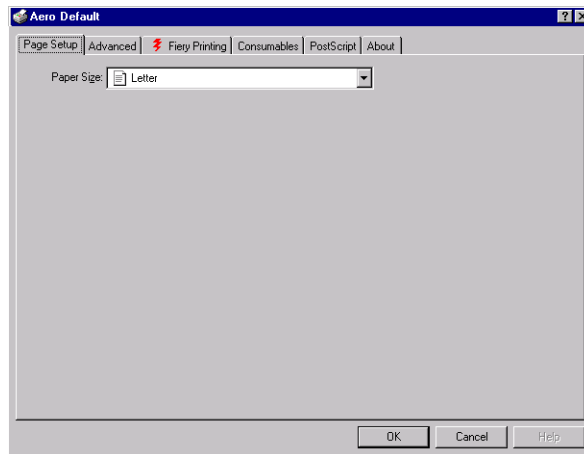 Aero Default
Page Setup Advanced Fiery Printing Consumables PostScript About
Paper Size: Letter
OK Cancel Help